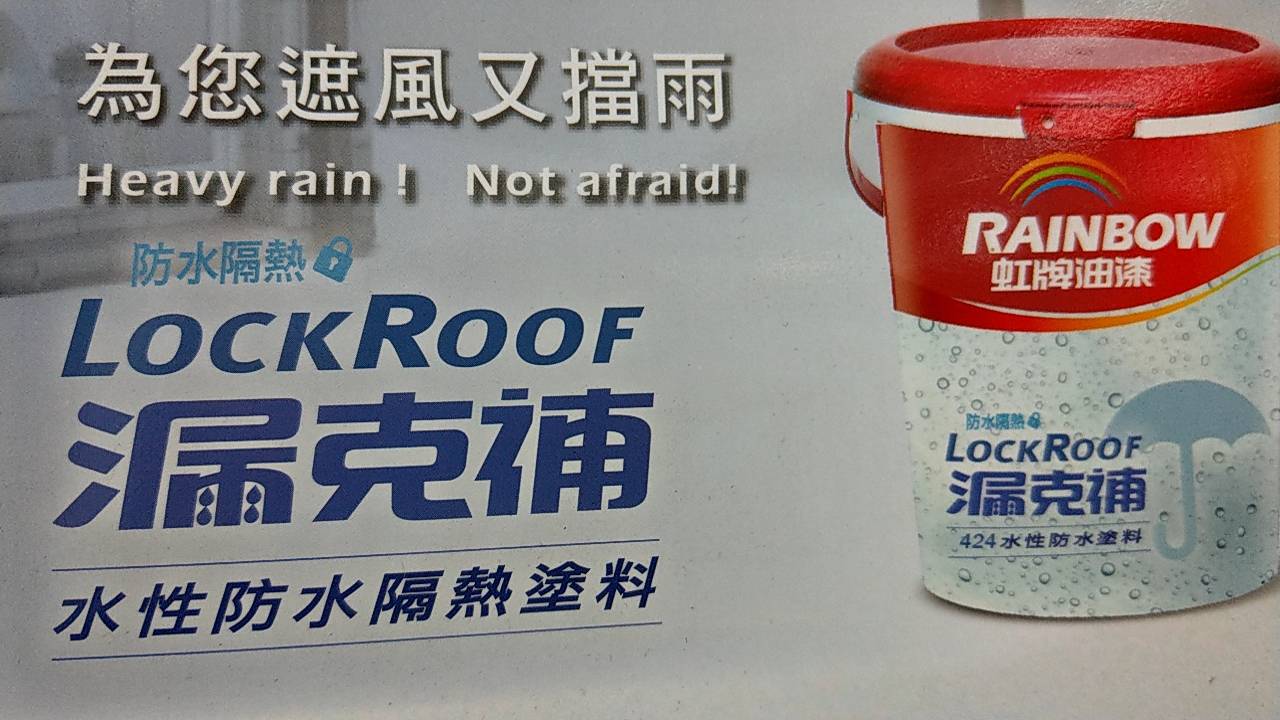 為您遮風又擋雨
Heavy rain！ Not afraid!
防水隔熱
LOCKROOF
漏克補
水性防水隔熱塗料
RAINBOW
虹牌油漆
防水隔熱
LOCKROOF
漏克補
424水性防水塗料